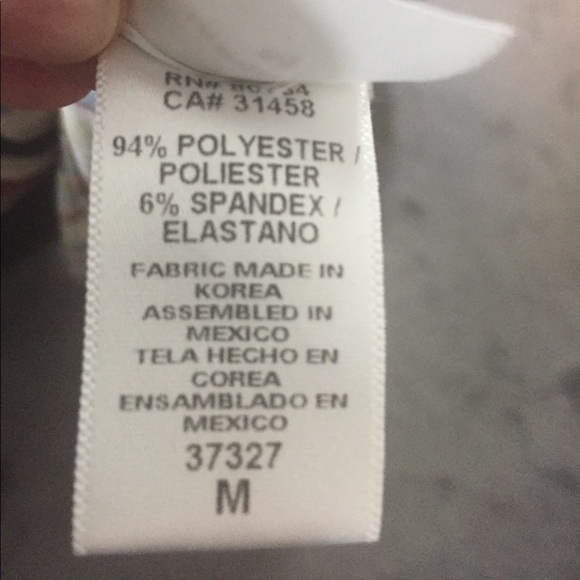 RN#
CA# 31458
94% POLYESTER /
POLIESTER
6% SPANDEX /
ELASTANO
FABRIC MADE IN
KOREA
ASSEMBLED IN
MEXICO
TELA HECHO EN
COREA
ENSAMBLADO EN
MEXICO
37327
M